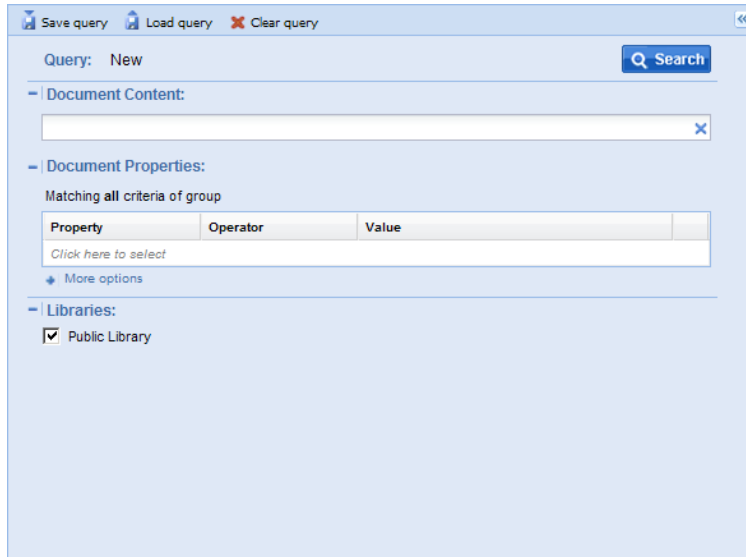 Save query Load query Clear query
Query: New Search
Document Content:
Document Properties:
Matching all criteria of group
Property Operator Value
Click here to select
More options
Libraries:
Public Library